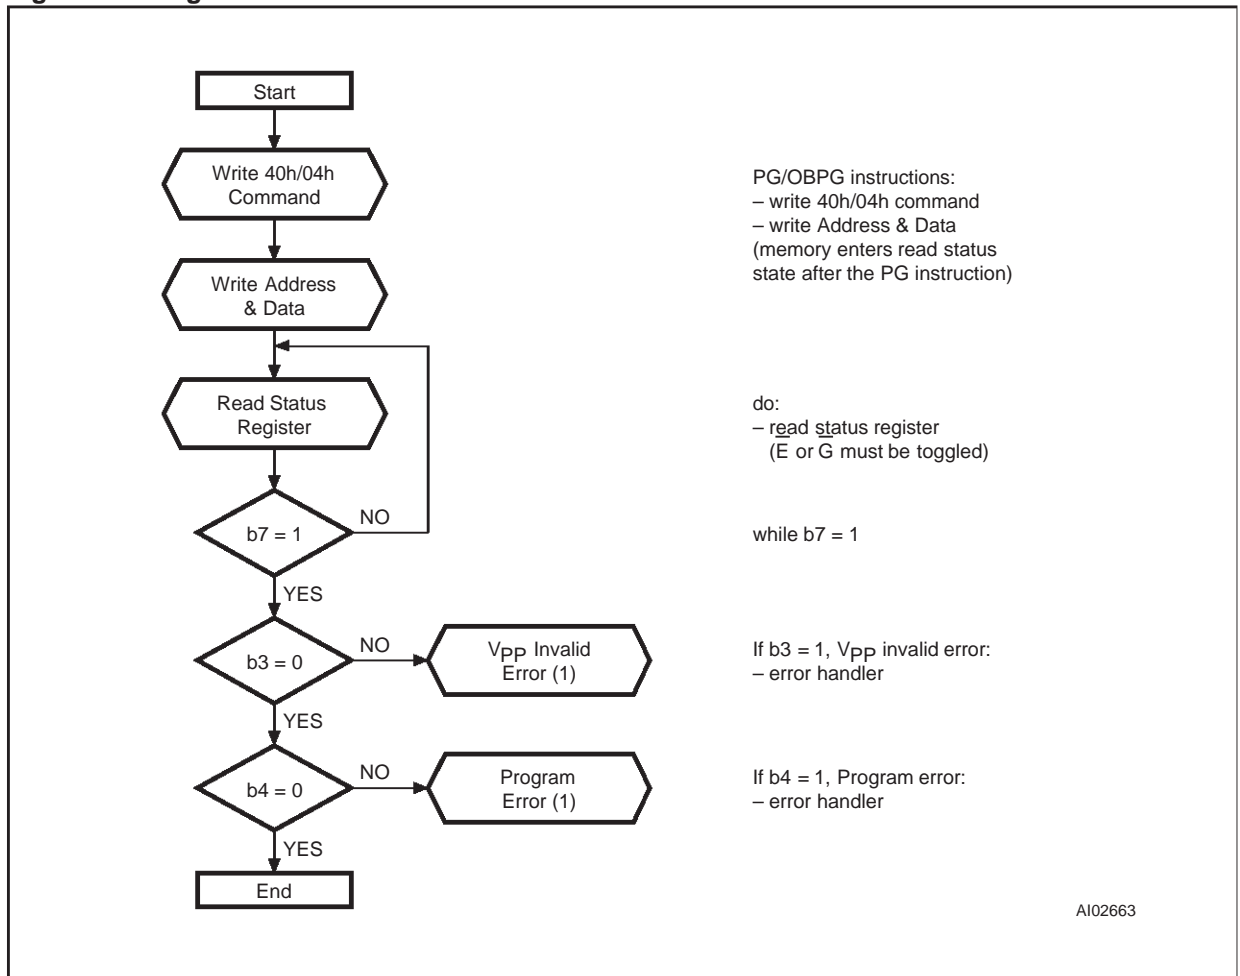 Start
Write 40h/04h
Command
PG/OBPG instructions:
– write 40h/04h command
– write Address & Data
(memory enters read status
state after the PG instruction)
Write Address
& Data
Read Status
Register
do:
– read status register
(E̅ or G̅ must be toggled)
b7 = 1
NO
while b7 = 1
YES
b3 = 0
NO
VPP Invalid
Error (1)
If b3 = 1, VPP invalid error:
– error handler
YES
b4 = 0
NO
Program
Error (1)
If b4 = 1, Program error:
– error handler
YES
End
AI02663